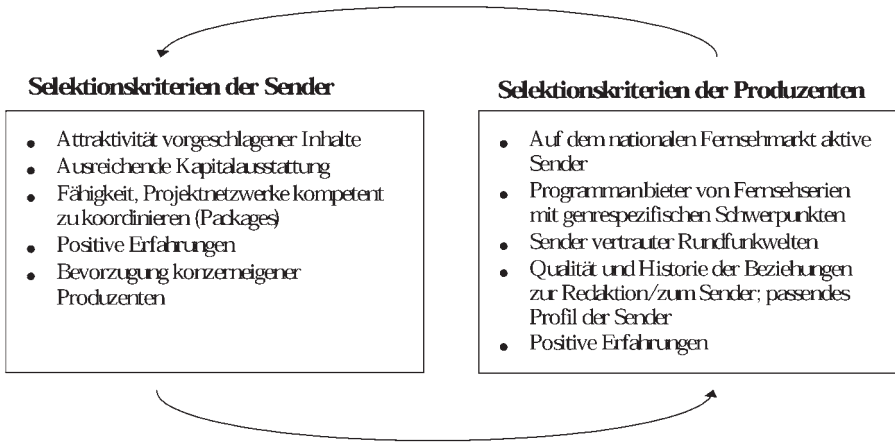 Selektionskriterien der Sender
• Attraktivität vorgeschlagener Inhalte
• Ausreichende Kapitalausstattung
• Fähigkeit, Projektnetzwerke kompetent
zu koordinieren (Packages)
• Positive Erfahrungen
• Bevorzugung konzerneigener
Produzenten
Selektionskriterien der Produzenten
• Auf dem nationalen Fernsehmarkt aktive
Sender
• Programmanbieter von Fernsehserien
mit genrespezifischen Schwerpunkten
• Sender vertrauter Rundfunkwelten
• Qualität und Historie der Beziehungen
zur Redaktion/zum Sender; passendes
Profil der Sender
• Positive Erfahrungen